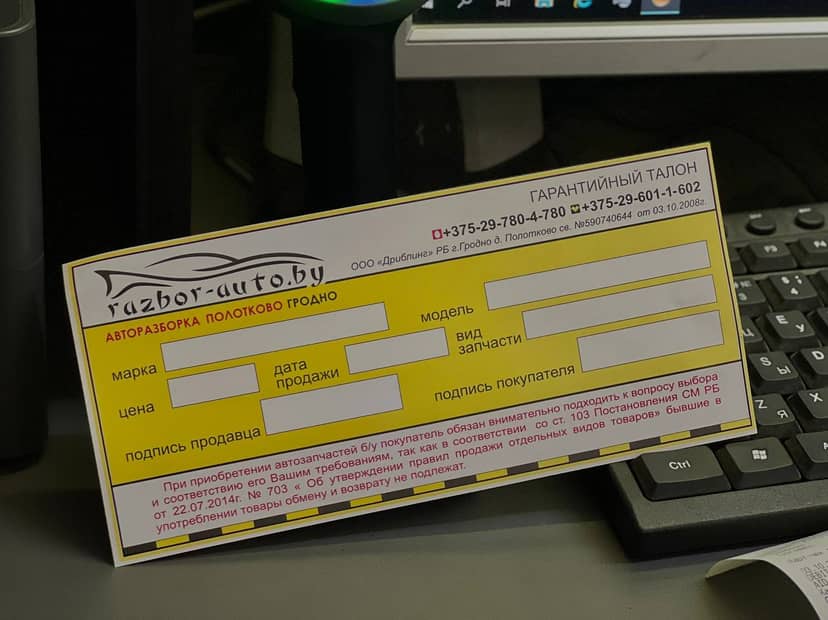 ГАРАНТИЙНЫЙ ТАЛОН
+375-29-780-4-780 +375-29-601-1-602
ООО «Дриблинг» РБ г.Гродно д. Полотково св. №590740644 от 03.10.2008г.
razbor-auto.by
АВТОРАЗБОРКА ПОЛОТКОВО ГРОДНО
марка
модель
цена
дата продажи
вид запчасти
подпись продавца
подпись покупателя
При приобретении автозапчастей б/у покупатель обязан внимательно подходить к вопросу выбора
и соответствию его Вашим требованиям, так как в соответствии со ст. 103 Постановления СМ РБ
от 22.07.2014г. № 703 « Об утверждении правил продажи отдельных видов товаров» бывшие в
употреблении товары обмену и возврату не подлежат.
F3
F4
E У
S Ы
D
Z Я
X
Ctrl